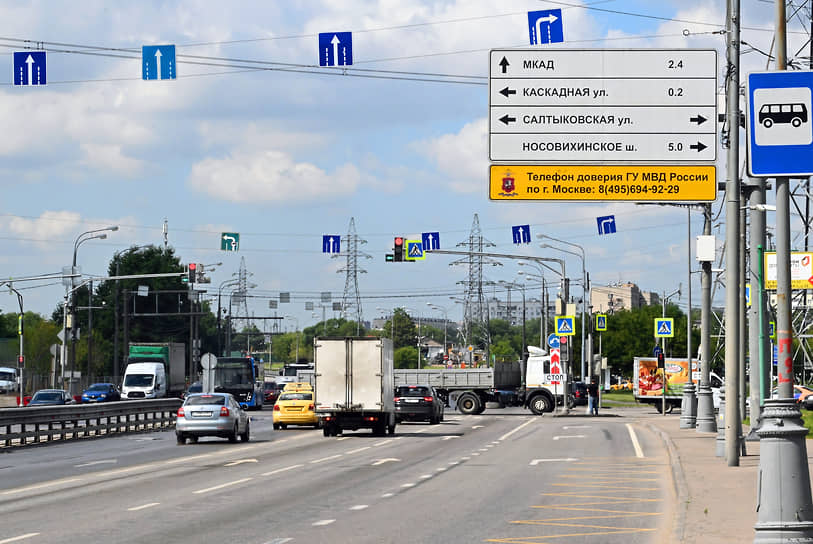 МКАД 2.4
КАСКАДНАЯ ул. 0.2
САЛТЫКОВСКАЯ ул.
НОСОВИХИНСКОЕ ш. 5.0
Телефон доверия ГУ МВД России
по г. Москве: 8(495)694-92-29
СТОП